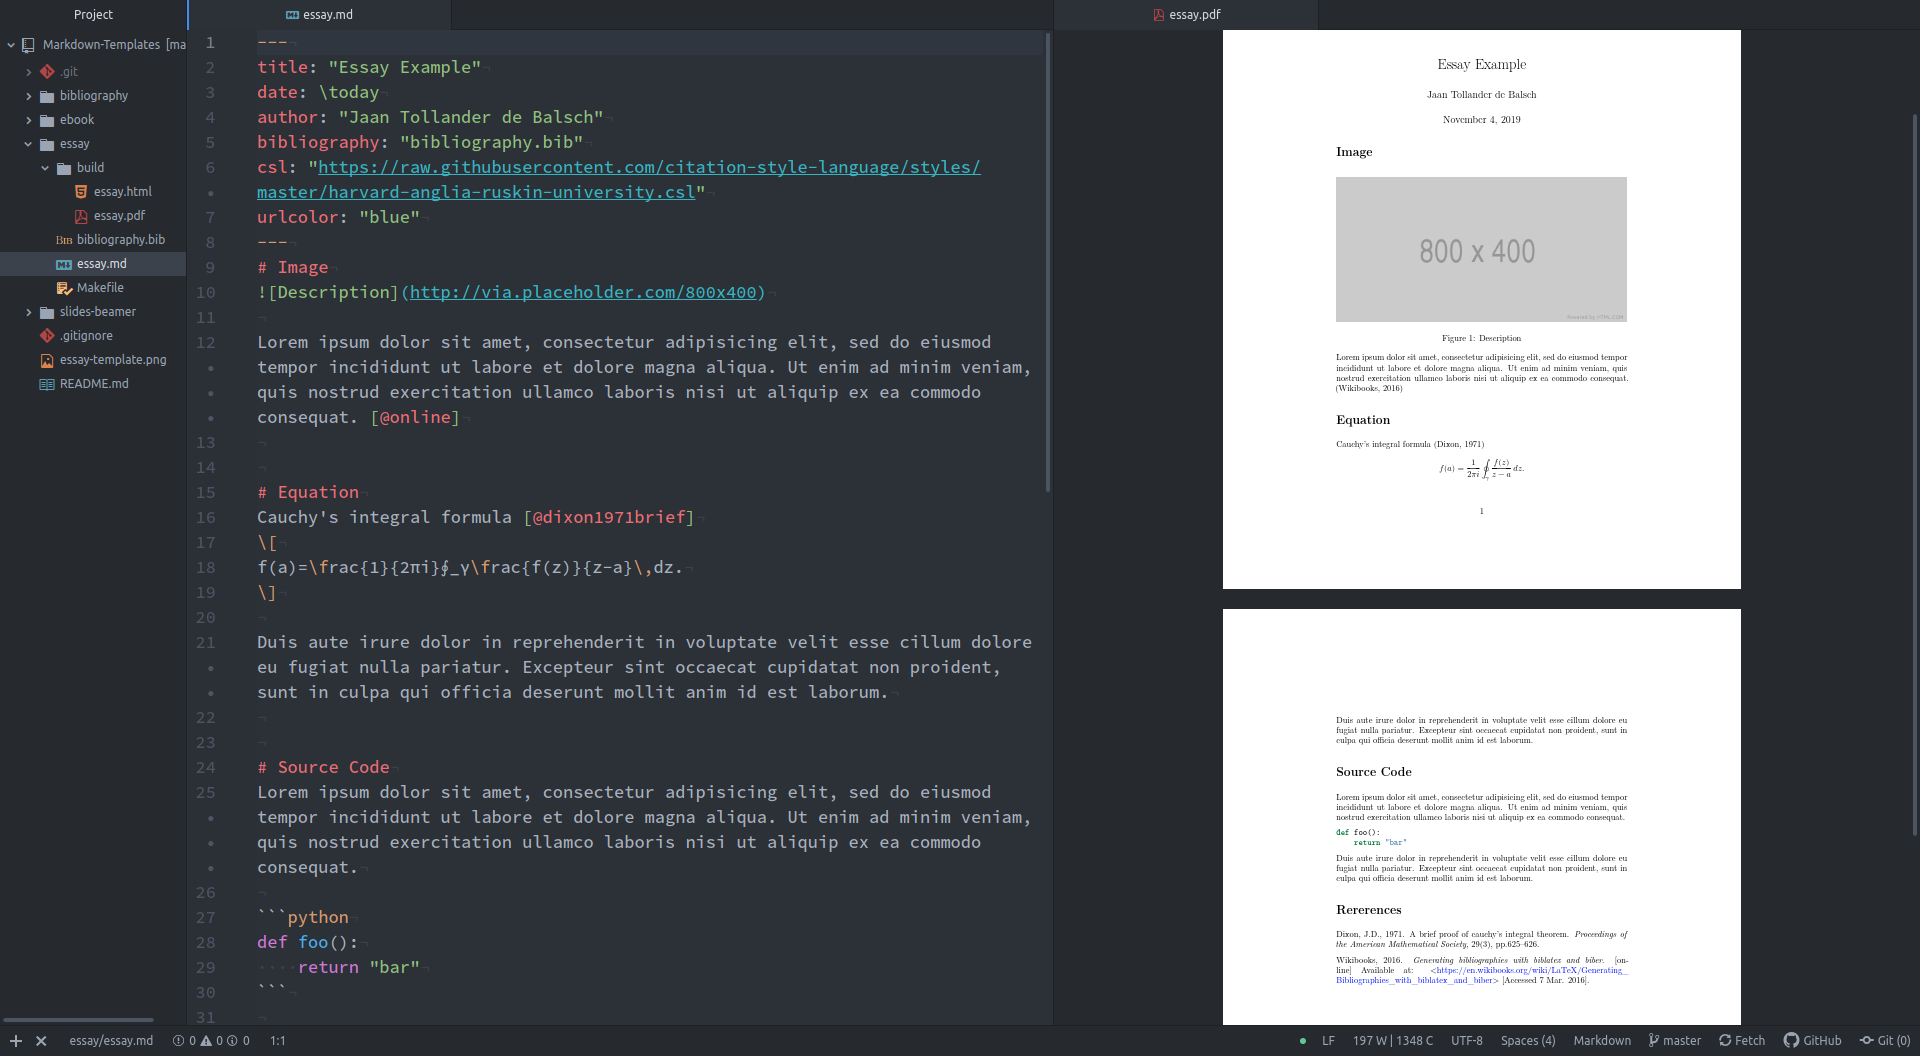 Project
Markdown-Templates [ma
.git
bibliography
ebook
essay
build
essay.html
essay.pdf
bibliography.bib
essay.md
Makefile
slides-beamer
.gitignore
essay-template.png
README.md
essay.md
1 ---
2 title: "Essay Example"
3 date: \today
4 author: "Jaan Tollander de Balsch"
5 bibliography: "bibliography.bib"
6 csl: "https://raw.githubusercontent.com/citation-style-language/styles/
master/harvard-anglia-ruskin-university.csl"
7 urlcolor: "blue"
8 ---
9 # Image
10 ![Description](http://via.placeholder.com/800x400)
11
12 Lorem ipsum dolor sit amet, consectetur adipisicing elit, sed do eiusmod
tempor incididunt ut labore et dolore magna aliqua. Ut enim ad minim veniam,
quis nostrud exercitation ullamco laboris nisi ut aliquip ex ea commodo
consequat. [@online]
13
14
15 # Equation
16 Cauchy's integral formula [@dixon1971brief]
17 \[
18 f(a)=\frac{1}{2πi}∮_γ\frac{f(z)}{z-a}\,dz.
19 \]
20
21 Duis aute irure dolor in reprehenderit in voluptate velit esse cillum dolore
eu fugiat nulla pariatur. Excepteur sint occaecat cupidatat non proident,
sunt in culpa qui officia deserunt mollit anim id est laborum.
22
23
24 # Source Code
25 Lorem ipsum dolor sit amet, consectetur adipisicing elit, sed do eiusmod
tempor incididunt ut labore et dolore magna aliqua. Ut enim ad minim veniam,
quis nostrud exercitation ullamco laboris nisi ut aliquip ex ea commodo
consequat.
26
27 ```python
28 def foo():
29     return "bar"
30 ```
31
essay.pdf
Essay Example
Jaan Tollander de Balsch
November 4, 2019
Image
800 x 400
Powered by HTML.COM
Figure 1: Description
Lorem ipsum dolor sit amet, consectetur adipisicing elit, sed do eiusmod tempor
incididunt ut labore et dolore magna aliqua. Ut enim ad minim veniam, quis
nostrud exercitation ullamco laboris nisi ut aliquip ex ea commodo consequat.
(Wikibooks, 2016)
Equation
Cauchy's integral formula (Dixon, 1971)
f(a) = 1/2πi ∮γ f(z)/z − a dz.
1
Duis aute irure dolor in reprehenderit in voluptate velit esse cillum dolore eu
fugiat nulla pariatur. Excepteur sint occaecat cupidatat non proident, sunt in
culpa qui officia deserunt mollit anim id est laborum.
Source Code
Lorem ipsum dolor sit amet, consectetur adipisicing elit, sed do eiusmod tempor
incididunt ut labore et dolore magna aliqua. Ut enim ad minim veniam, quis
nostrud exercitation ullamco laboris nisi ut aliquip ex ea commodo consequat.
def foo():
    return "bar"
Duis aute irure dolor in reprehenderit in voluptate velit esse cillum dolore eu
fugiat nulla pariatur. Excepteur sint occaecat cupidatat non proident, sunt in
culpa qui officia deserunt mollit anim id est laborum.
Rererences
Dixon, J.D., 1971. A brief proof of cauchy's integral theorem. Proceedings of
the American Mathematical Society, 29(3), pp.625–626.
Wikibooks, 2016. Generating bibliographies with biblatex and biber. [on-
line] Available at: <https://en.wikibooks.org/wiki/LaTeX/Generating_
Bibliographies_with_biblatex_and_biber> [Accessed 7 Mar. 2016].
essay/essay.md 0 0 0 1:1
LF 197 W | 1348 C UTF-8 Spaces (4) Markdown master Fetch GitHub Git (0)